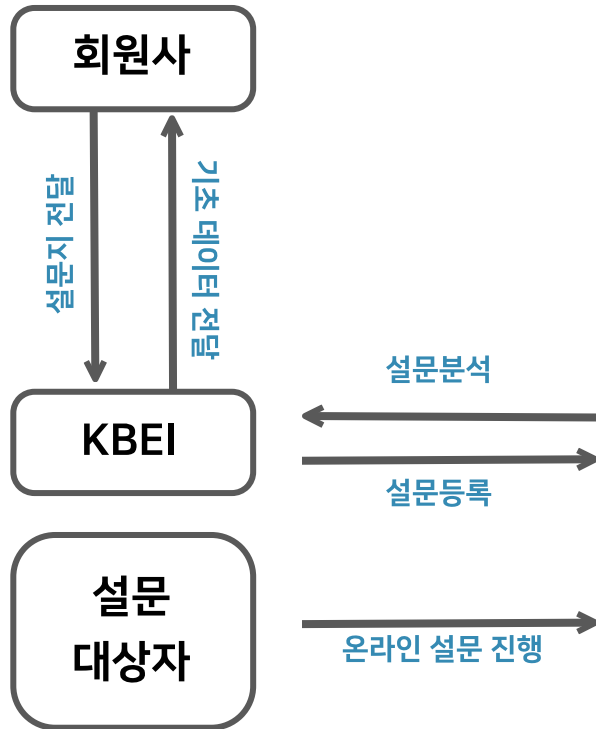 회원사
설문지 전달
기초 데이터 전달
설문분석
KBEI
설문등록
설문
대상자
온라인 설문 진행